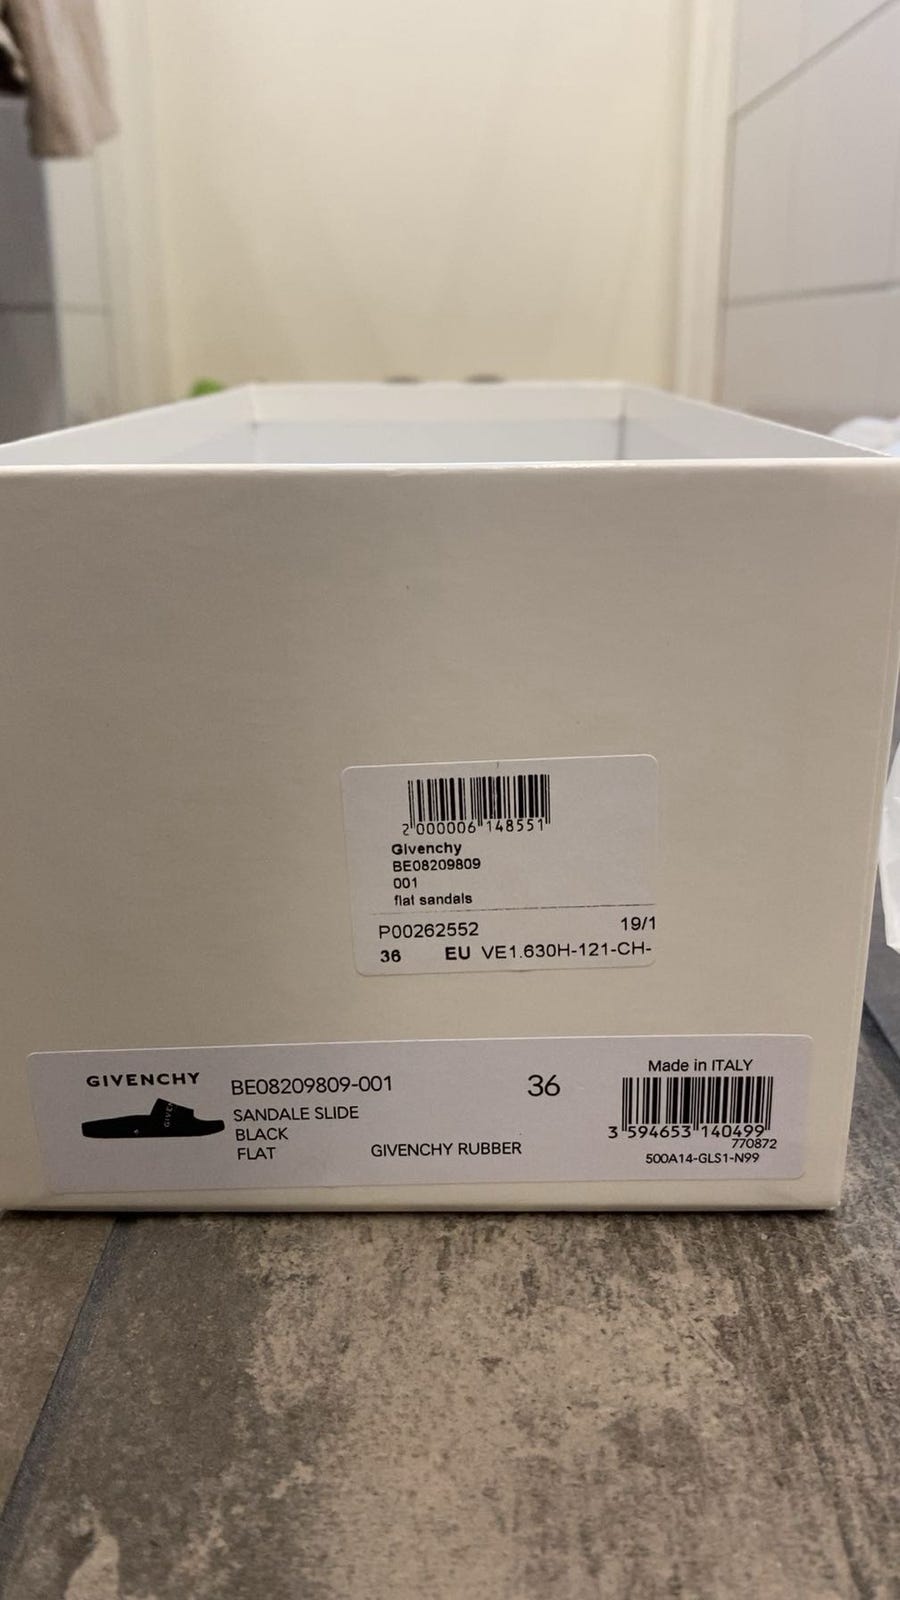 2 000006 148551
Givenchy
BE08209809
001
flat sandals
P00262552 19/1
36 EU VE1.630H-121-CH-
GIVENCHY
BE08209809-001
SANDALE SLIDE
BLACK
FLAT
GIVENCHY RUBBER
36
Made in ITALY
3 594653 140499
770872
500A14-GLS1-N99